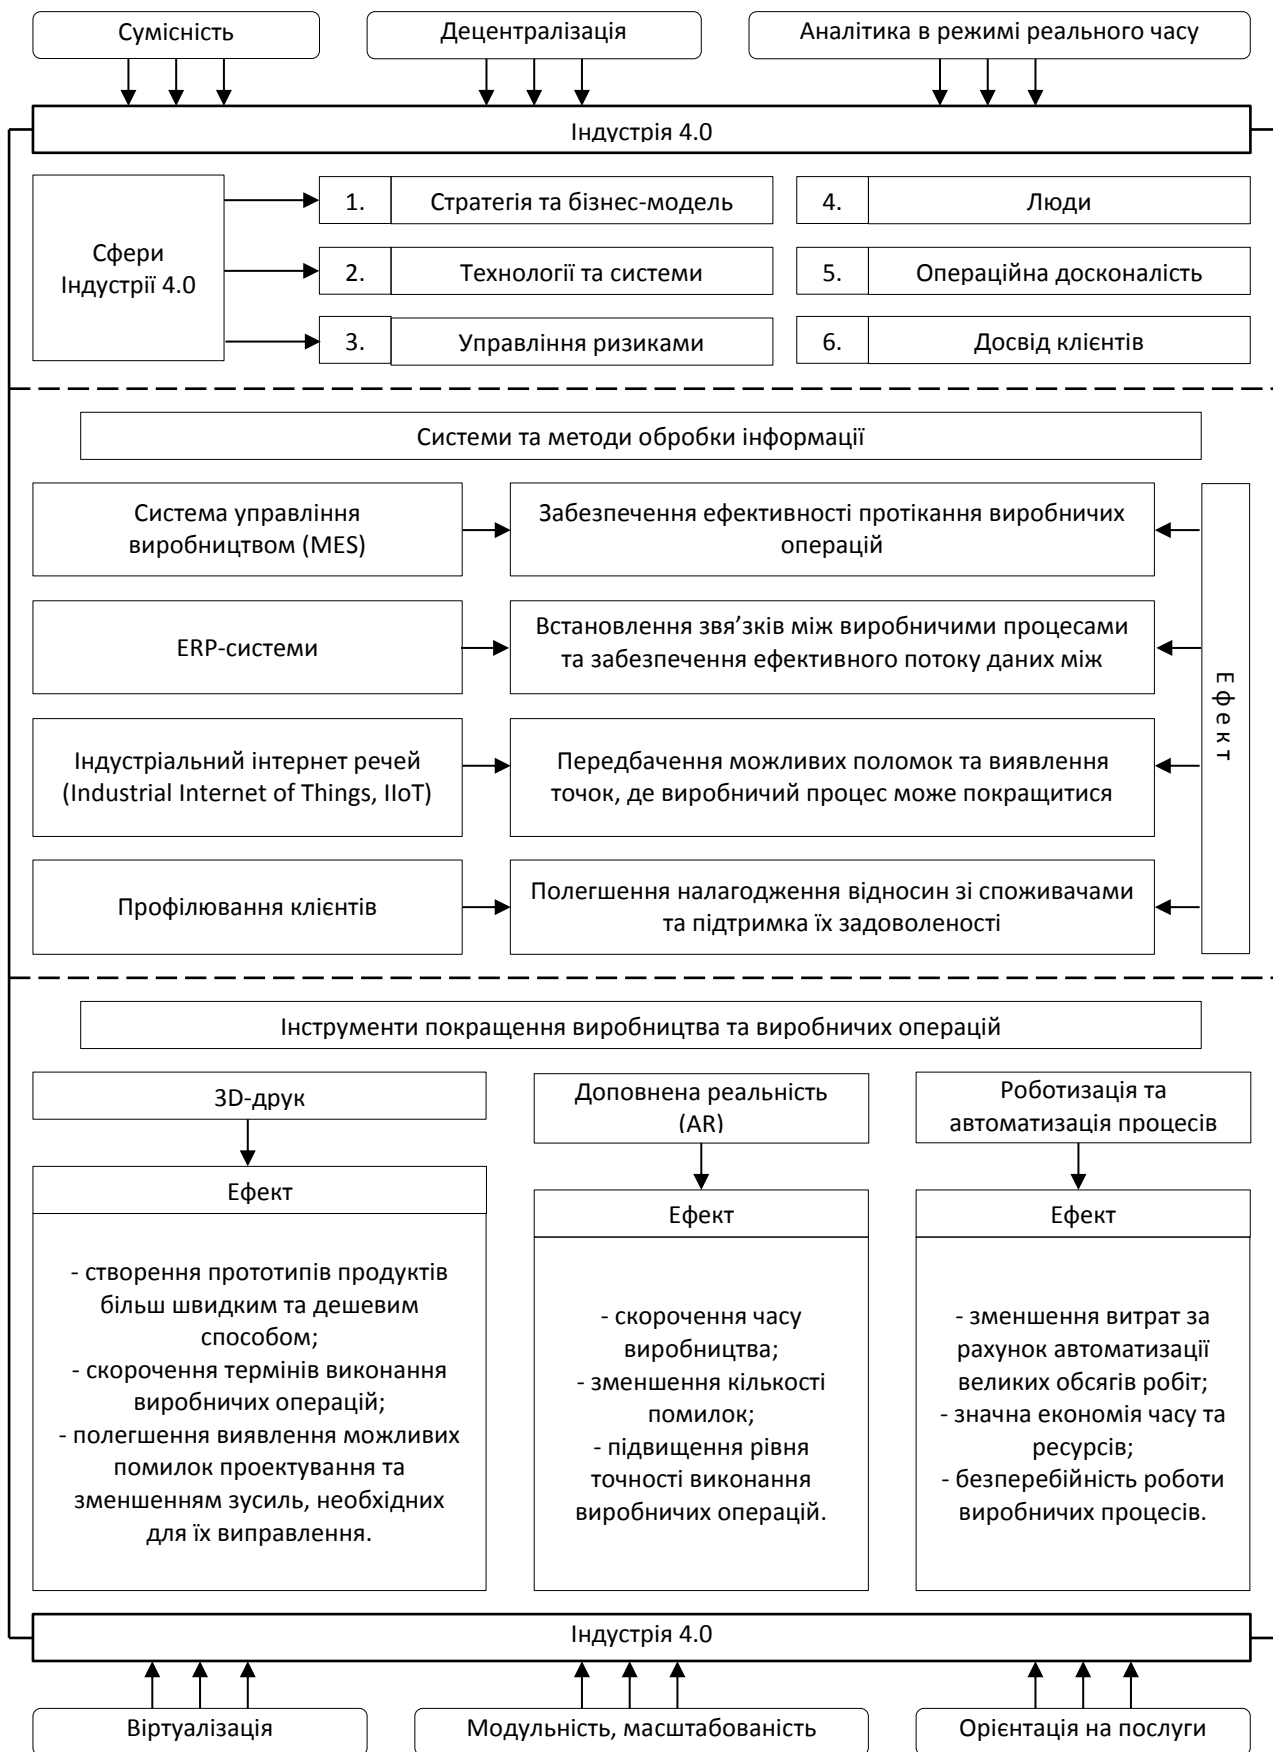 Сумісність
Децентралізація
Аналітика в режимі реального часу
Індустрія 4.0
Сфери
Індустрії 4.0
1.
Стратегія та бізнес-модель
4.
Люди
2.
Технології та системи
5.
Операційна досконалість
3.
Управління ризиками
6.
Досвід клієнтів
Системи та методи обробки інформації
Система управління
виробництвом (MES)
Забезпечення ефективності протікання виробничих
операцій
ERP-системи
Встановлення звя’зків між виробничими процесами
та забезпечення ефективного потоку даних між
Індустріальний інтернет речей
(Industrial Internet of Things, IIoT)
Передбачення можливих поломок та виявлення
точок, де виробничий процес може покращитися
Профілювання клієнтів
Полегшення налагодження відносин зі споживачами
та підтримка їх задоволеності
Ефект
Інструменти покращення виробництва та виробничих операцій
3D-друк
Ефект
- створення прототипів продуктів
більш швидким та дешевим
способом;
- скорочення термінів виконання
виробничих операцій;
- полегшення виявлення можливих
помилок проектування та
зменшенням зусиль, необхідних
для їх виправлення.
Доповнена реальність
(AR)
Ефект
- скорочення часу
виробництва;
- зменшення кількості
помилок;
- підвищення рівня
точності виконання
виробничих операцій.
Роботизація та
автоматизація процесів
Ефект
- зменшення витрат за
рахунок автоматизації
великих обсягів робіт;
- значна економія часу та
ресурсів;
- безперебійність роботи
виробничих процесів.
Індустрія 4.0
Віртуалізація
Модульність, масштабованість
Орієнтація на послуги